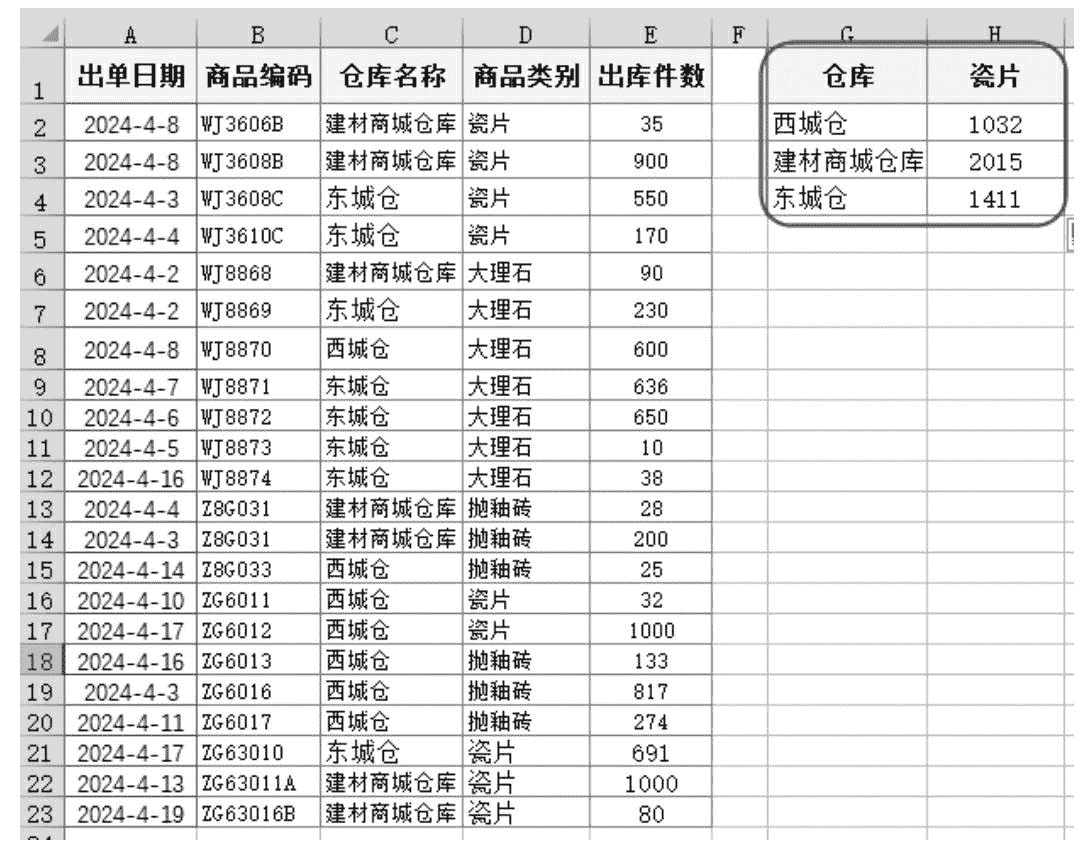 A B C D E F G H
1 出单日期 商品编码 仓库名称 商品类别 出库件数 仓库 瓷片
2 2024-4-8 WJ3606B 建材商城仓库 瓷片 35 西城仓 1032
3 2024-4-8 WJ3608B 建材商城仓库 瓷片 900 建材商城仓库 2015
4 2024-4-3 WJ3608C 东城仓 瓷片 550 东城仓 1411
5 2024-4-4 WJ3610C 东城仓 瓷片 170
6 2024-4-2 WJ8868 建材商城仓库 大理石 90
7 2024-4-2 WJ8869 东城仓 大理石 230
8 2024-4-8 WJ8870 西城仓 大理石 600
9 2024-4-7 WJ8871 东城仓 大理石 636
10 2024-4-6 WJ8872 东城仓 大理石 650
11 2024-4-5 WJ8873 东城仓 大理石 10
12 2024-4-16 WJ8874 东城仓 大理石 38
13 2024-4-4 Z8G031 建材商城仓库 抛釉砖 28
14 2024-4-3 Z8G031 建材商城仓库 抛釉砖 200
15 2024-4-14 Z8G033 西城仓 抛釉砖 25
16 2024-4-10 ZG6011 西城仓 瓷片 32
17 2024-4-17 ZG6012 西城仓 瓷片 1000
18 2024-4-16 ZG6013 西城仓 抛釉砖 133
19 2024-4-3 ZG6016 西城仓 抛釉砖 817
20 2024-4-11 ZG6017 西城仓 抛釉砖 274
21 2024-4-17 ZG63010 东城仓 瓷片 691
22 2024-4-13 ZG63011A 建材商城仓库 瓷片 1000
23 2024-4-19 ZG63016B 建材商城仓库 瓷片 80